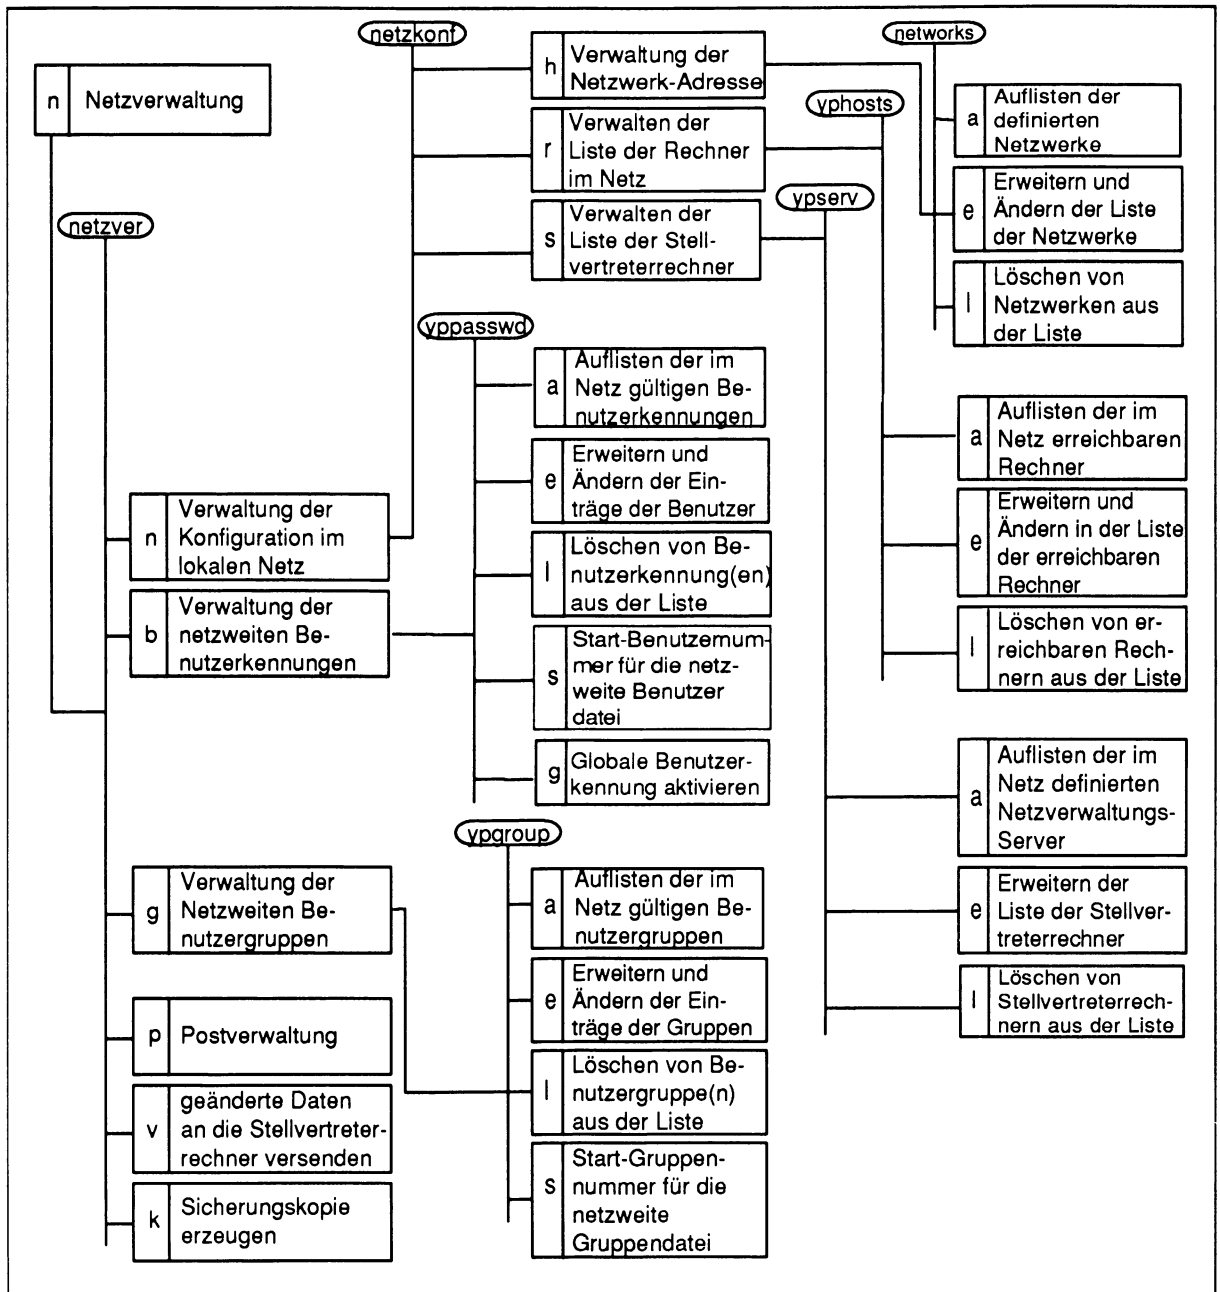 netzkonf
networks
n Netzverwaltung
h Verwaltung der
Netzwerk-Adresse
yphosts
a Auflisten der
definierten
Netzwerke
r Verwalten der
Liste der Rechner
im Netz
ypserv
e Erweitern und
Ändern der Liste
der Netzwerke
netzver
s Verwalten der
Liste der Stell-
vertreterrechner
l Löschen von
Netzwerken aus
der Liste
yppasswd
a Auflisten der im
Netz gültigen Be-
nutzerkennungen
a Auflisten der im
Netz erreichbaren
Rechner
e Erweitern und
Ändern der Ein-
träge der Benutzer
n Verwaltung der
Konfiguration im
lokalen Netz
e Erweitern und
Ändern in der Liste
der erreichbaren
Rechner
l Löschen von Be-
nutzerkennung(en)
aus der Liste
b Verwaltung der
netzweiten Be-
nutzerkennungen
l Löschen von er-
reichbaren Rech-
nern aus der Liste
s Start-Benutzernum-
mer für die netz-
weite Benutzer
datei
g Globale Benutzer-
kennung aktivieren
a Auflisten der im
Netz definierten
Netzverwaltungs-
Server
ypgroup
g Verwaltung der
Netzweiten Be-
nutzergruppen
a Auflisten der im
Netz gültigen Be-
nutzergruppen
e Erweitern der
Liste der Stellver-
treterrechner
e Erweitern und
Ändern der Ein-
träge der Gruppen
l Löschen von
Stellvertreterrech-
nern aus der Liste
p Postverwaltung
l Löschen von Be-
nutzergruppe(n)
aus der Liste
v geänderte Daten
an die Stellvertreter-
rechner versenden
s Start-Gruppen-
nummer für die
netzweite
Gruppendatei
k Sicherungskopie
erzeugen